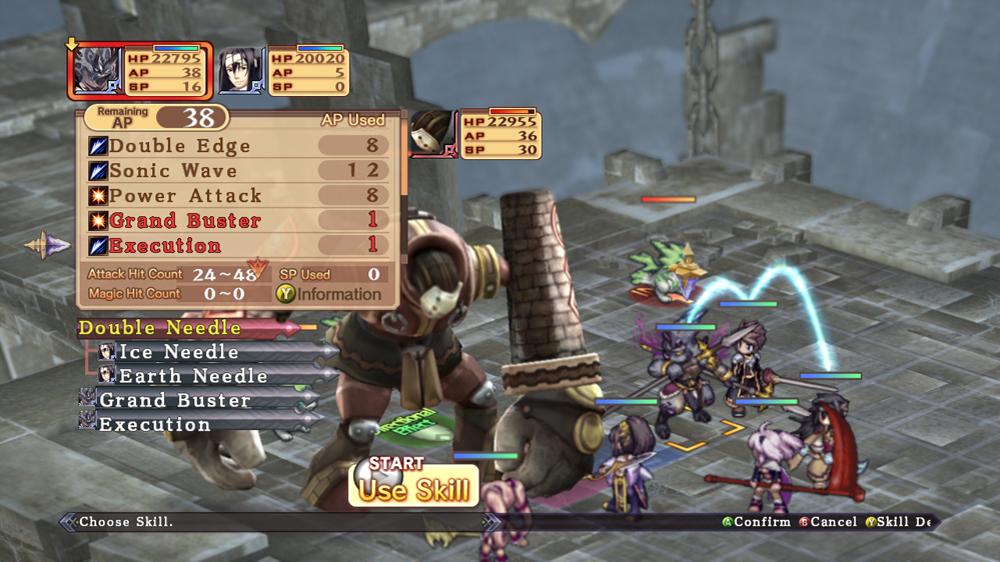 HP 22795
AP 38
SP 16
HP 20020
AP 5
SP 0
HP 22955
AP 36
SP 30
Remaining AP 38
AP Used
Double Edge 8
Sonic Wave 12
Power Attack 8
Grand Buster 1
Execution 1
Attack Hit Count 24~48 SP Used 0
Magic Hit Count 0~0 Y Information
Double Needle
Ice Needle
Earth Needle
Grand Buster
Execution
Effect
START
Use Skill
Choose Skill.
A Confirm B Cancel Y Skill De